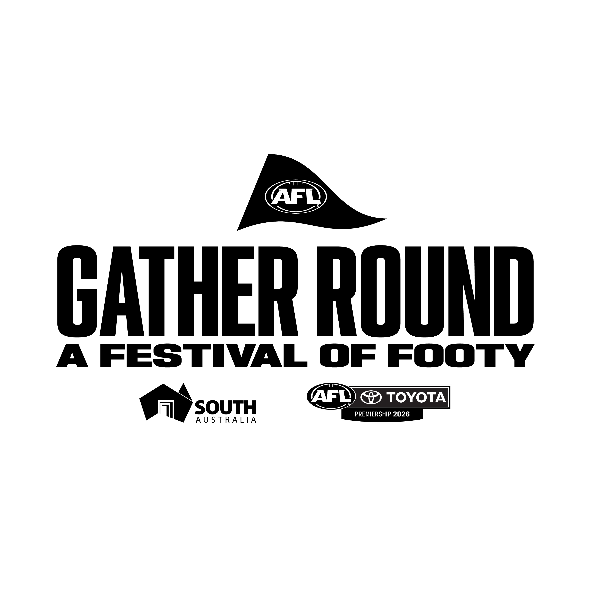 AFL
GATHER ROUND
A FESTIVAL OF FOOTY
SOUTH
AUSTRALIA
AFL TOYOTA
PREMIERSHIP 2026